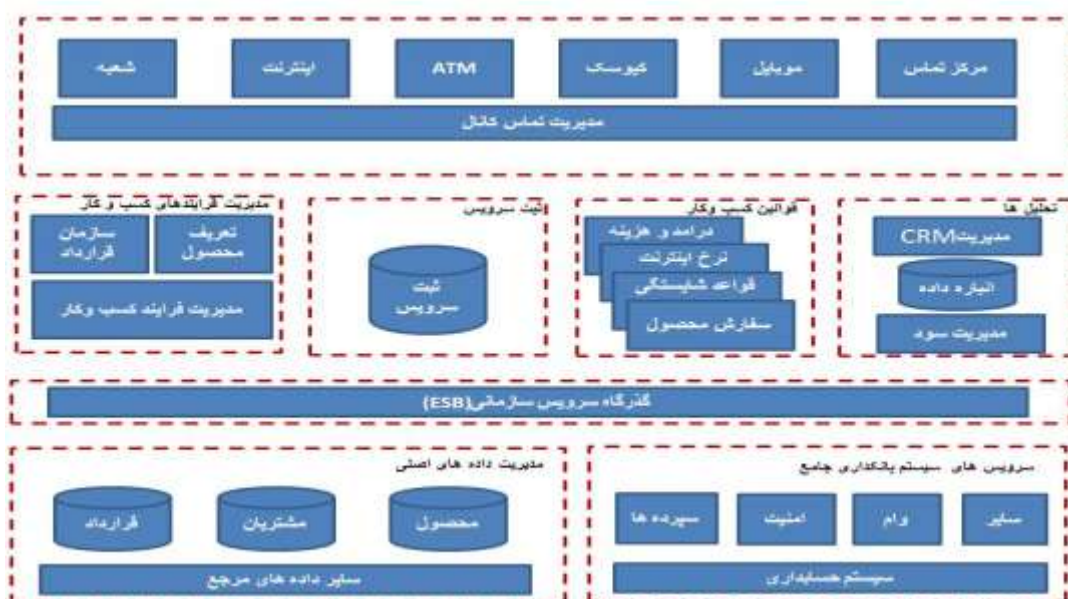 مرکز تماس
موبایل
کیوسک
ATM
اینترنت
شعبه
مدیریت تماس کانال
تحلیل ها
مدیریتCRM
انباره داده
مدیریت سود
قوانین کسب وکار
درامد و هزینه
نرخ اینترنت
قواعد شایستگی
سفارش محصول
ثبت سرویس
ثبت
سرویس
مدیریت فرایندهای کسب و کار
تعریف
محصول
سازمان
قرارداد
مدیریت فرایند کسب وکار
گذرگاه سرویس سازمانی(ESB)
سرویس های سیستم بانکداری جامع
سایر
وام
امنیت
سپرده ها
سیستم حسابداری
مدیریت داده های اصلی
محصول
مشتریان
قرارداد
سایر داده های مرجع